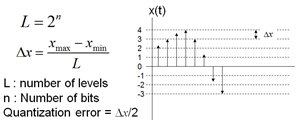 L = 2ⁿ
Δx = (x_max − x_min) / L
L : number of levels
n : Number of bits
Quantization error = Δx/2
x(t)
4
3
2
1
0
-1
-2
-3
Δx